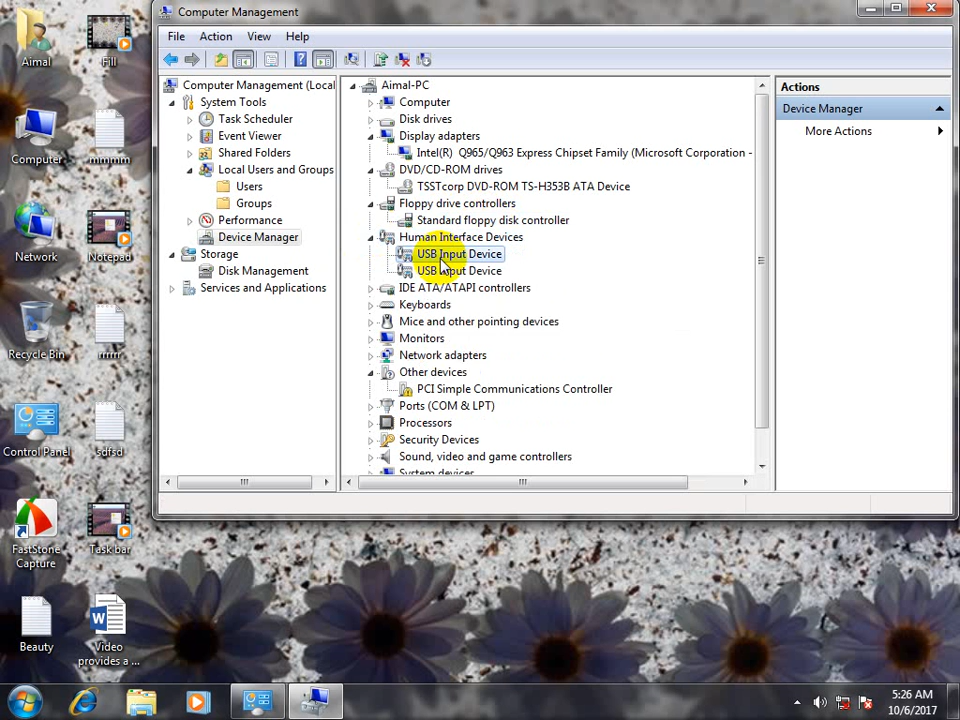 Computer Management
File Action View Help
Computer Management (Local
System Tools
Task Scheduler
Event Viewer
Shared Folders
Local Users and Groups
Users
Groups
Performance
Device Manager
Storage
Disk Management
Services and Applications
Aimal-PC
Computer
Disk drives
Display adapters
Intel(R) Q965/Q963 Express Chipset Family (Microsoft Corporation -
DVD/CD-ROM drives
TSSTcorp DVD-ROM TS-H353B ATA Device
Floppy drive controllers
Standard floppy disk controller
Human Interface Devices
USB Input Device
USB Input Device
IDE ATA/ATAPI controllers
Keyboards
Mice and other pointing devices
Monitors
Network adapters
Other devices
PCI Simple Communications Controller
Ports (COM & LPT)
Processors
Security Devices
Sound, video and game controllers
System devices
Actions
Device Manager
More Actions
Aimal
Fill
Computer
mmmm
Network
Notepad
Recycle Bin
rrrrr
Control Panel
sdfsd
FastStone
Capture
Task bar
Beauty
Video
provides a ...
5:26 AM
10/6/2017